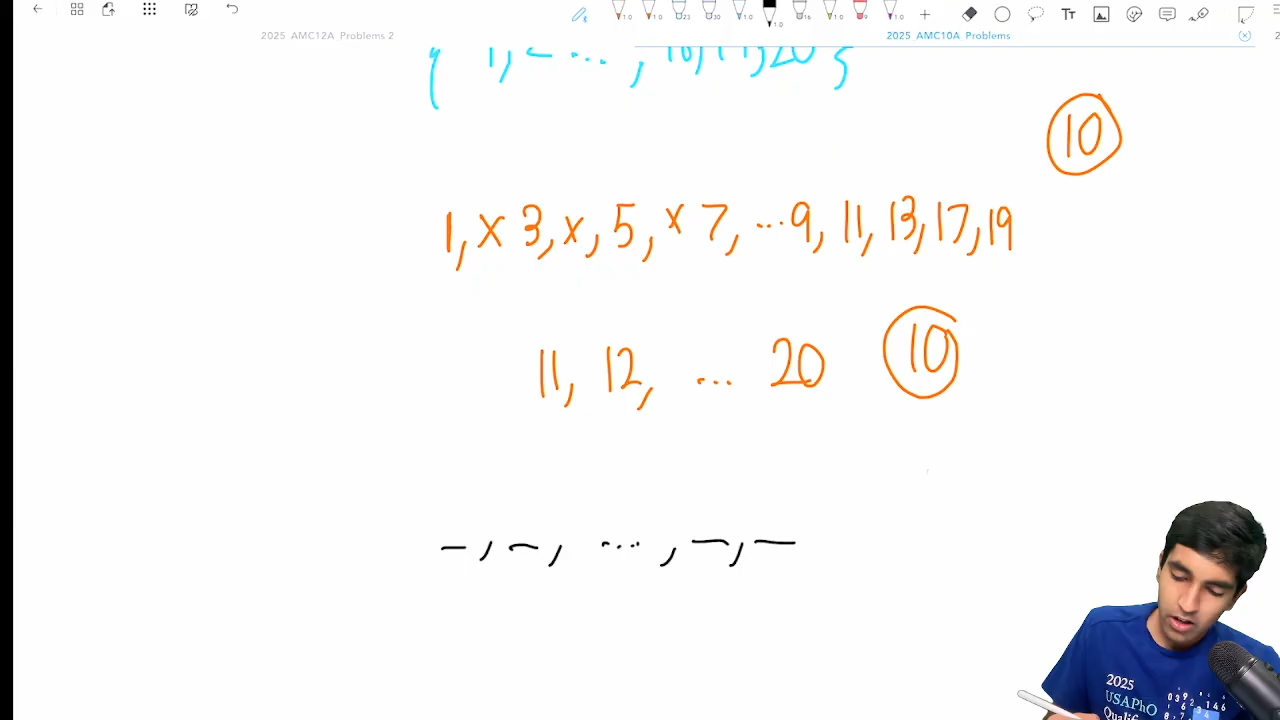 2025 AMC12A Problems 2
2025 AMC10A Problems
10
1, x 3, x, 5, x 7, ... 9, 11, 13, 17, 19
11, 12, ... 20
10
_, _, ... , _, _
2025
USAPhO